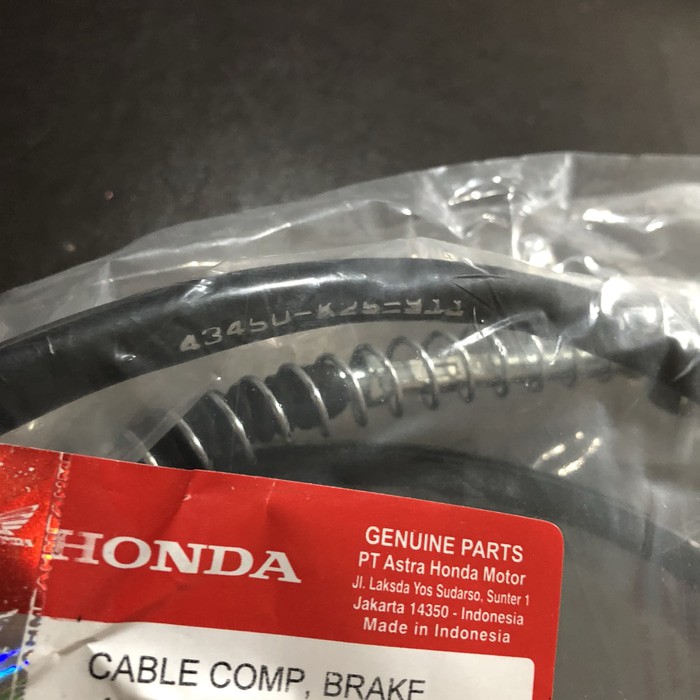 HONDA
GENUINE PARTS
PT Astra Honda Motor
Jl. Laksda Yos Sudarso, Sunter 1
Jakarta 14350 - Indonesia
Made in Indonesia
CABLE COMP, BRAKE